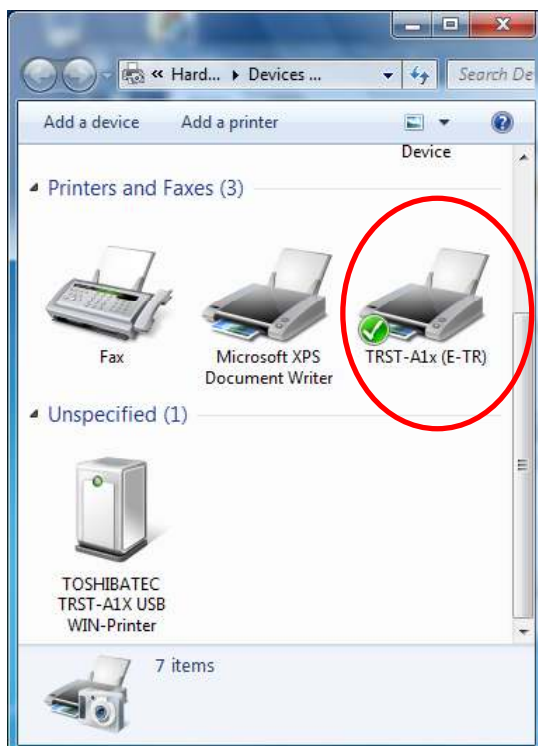 « Hard... ▸ Devices ...
Search De
Add a device
Add a printer
Device
Printers and Faxes (3)
Fax
Microsoft XPS
Document Writer
TRST-A1x (E-TR)
Unspecified (1)
TOSHIBATEC
TRST-A1X USB
WIN-Printer
7 items